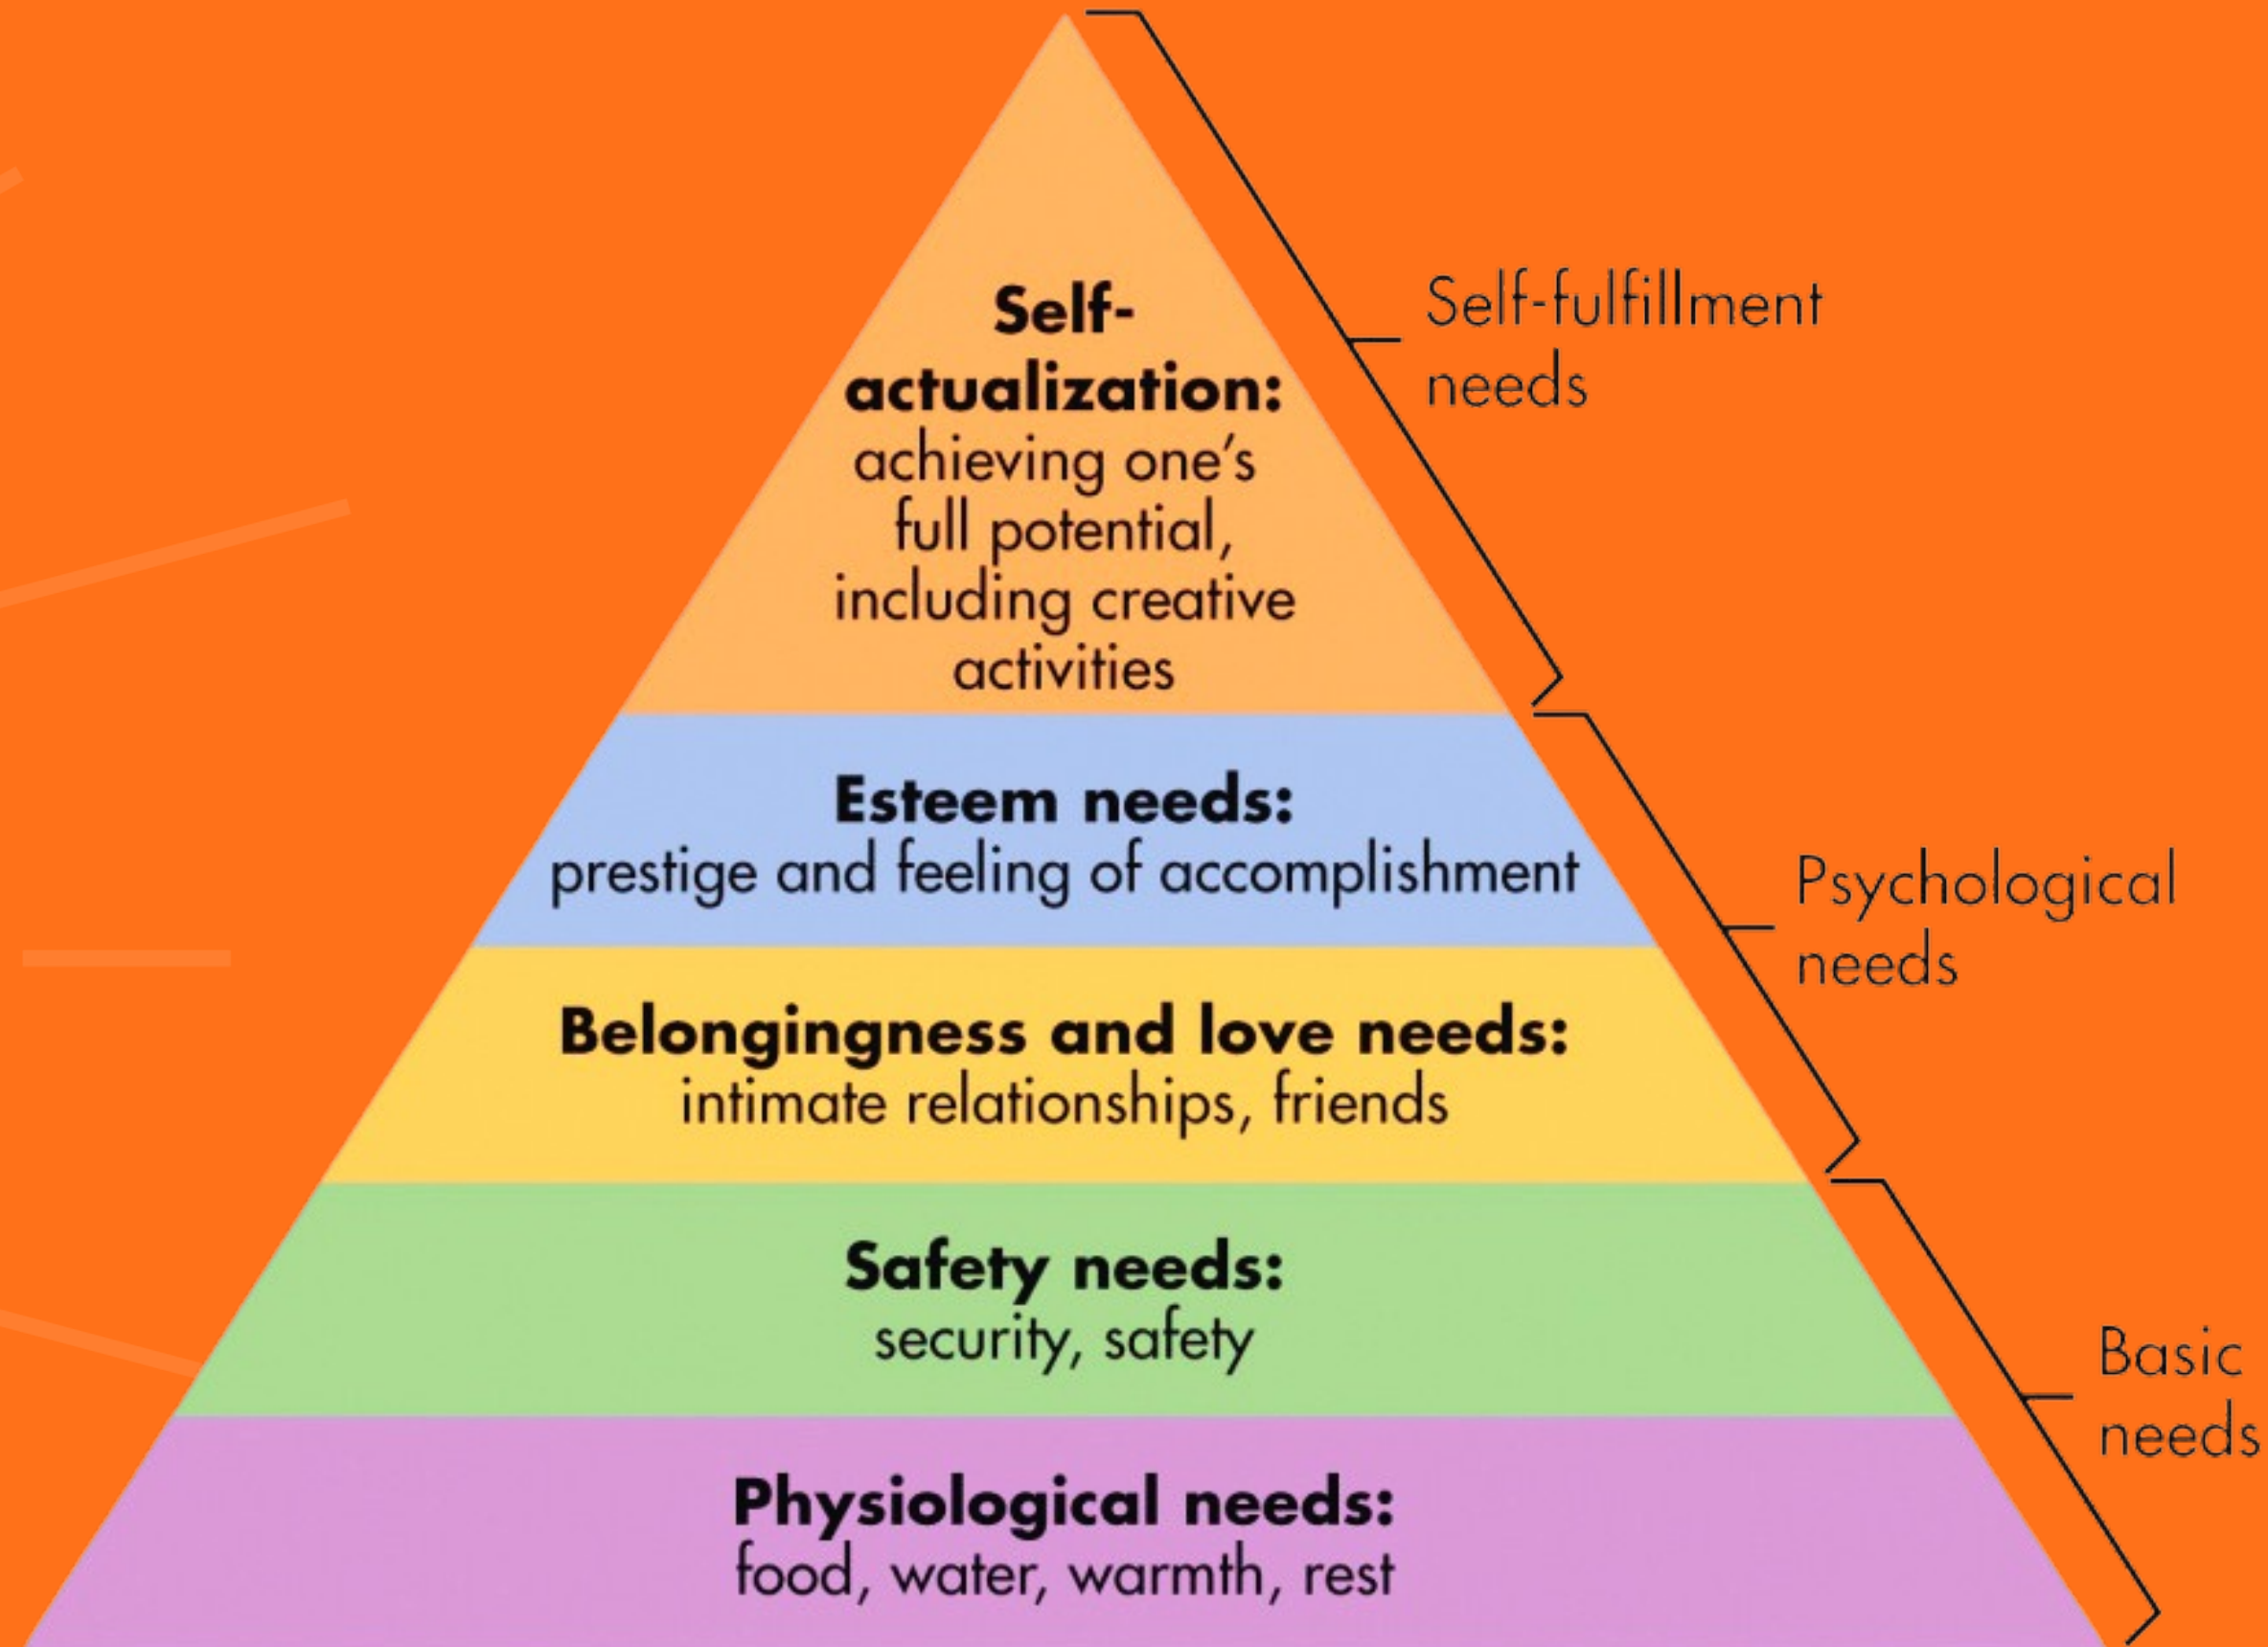 Self-
actualization:
achieving one's
full potential,
including creative
activities
Self-fulfillment
needs
Esteem needs:
prestige and feeling of accomplishment
Psychological
needs
Belongingness and love needs:
intimate relationships, friends
Safety needs:
security, safety
Basic
needs
Physiological needs:
food, water, warmth, rest